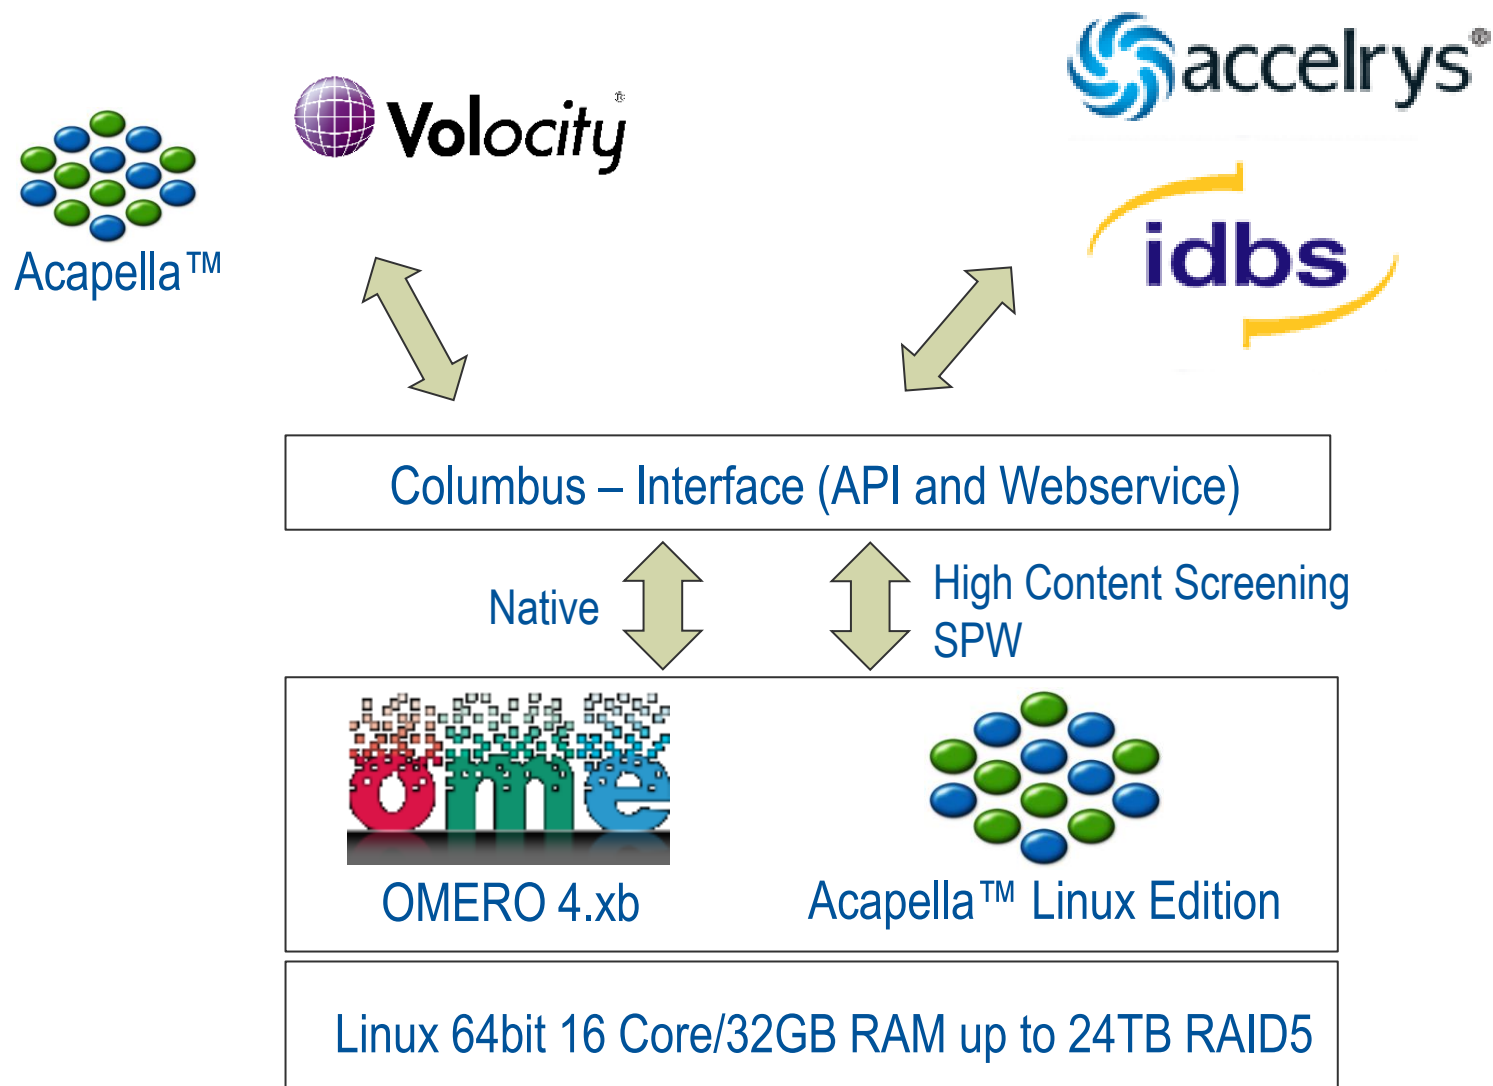 accelrys®
Volocity®
Acapella™
idbs
Columbus – Interface (API and Webservice)
Native
High Content Screening
SPW
ome
OMERO 4.xb
Acapella™ Linux Edition
Linux 64bit 16 Core/32GB RAM up to 24TB RAID5